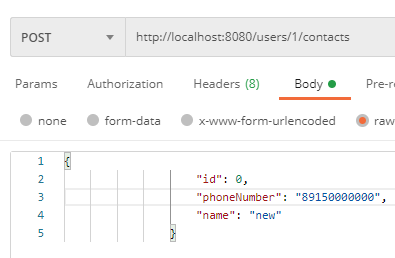 POST http://localhost:8080/users/1/contacts
Params Authorization Headers (8) Body Pre-r
none form-data x-www-form-urlencoded raw
1 {
2 "id": 0,
3 "phoneNumber": "89150000000",
4 "name": "new"
5 }